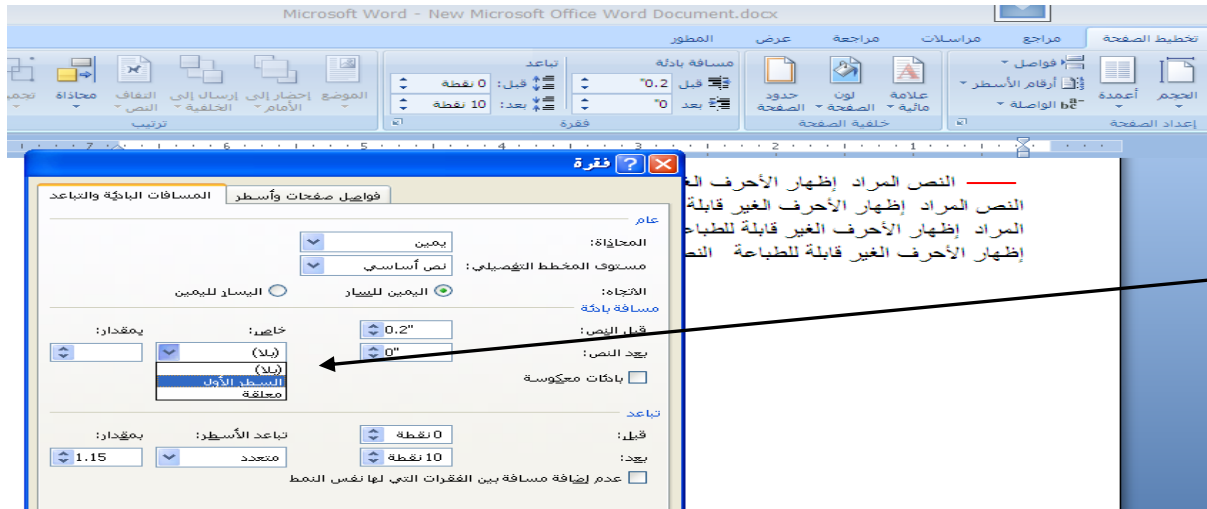 Microsoft Word - New Microsoft Office Word Document.docx
تخطيط الصفحة مراجع مراسلات مراجعة عرض المطور
الحجم أعمدة
فواصل
أرقام الأسطر
الواصلة
إعداد الصفحة
علامة مائية
لون الصفحة
حدود الصفحة
خلفية الصفحة
مسافة بادئة
قبل 0.2"
بعد 0"
تباعد
قبل: 0 نقطة
بعد: 10 نقطة
فقرة
الموضع
إحضار إلى الأمام
إرسال إلى الخلفية
التفاف النص
محاذاة
ترتيب
7 6 5 4 3 2 1
النص المراد إظهار الأحرف
النص المراد إظهار الأحرف الغير قابلة
المراد إظهار الأحرف الغير قابلة
إظهار الأحرف الغير قابلة للطباعة
فقرة
المسافات البادئة والتباعد فواصل صفحات وأسطر
عام
المحاذاة: يمين
مستوى المخطط التفصيلي: نص أساسي
الاتجاه: اليمين لليسار اليسار لليمين
مسافة بادئة
قبل النص: 0.2" خاص: بمقدار:
بعد النص: 0" (بلا)
(بلا)
السطر الأول
معلقة
بادئات معكوسة
تباعد
قبل: 0 نقطة تباعد الأسطر: بمقدار:
بعد: 10 نقطة متعدد 1.15
عدم إضافة مسافة بين الفقرات التي لها نفس النمط